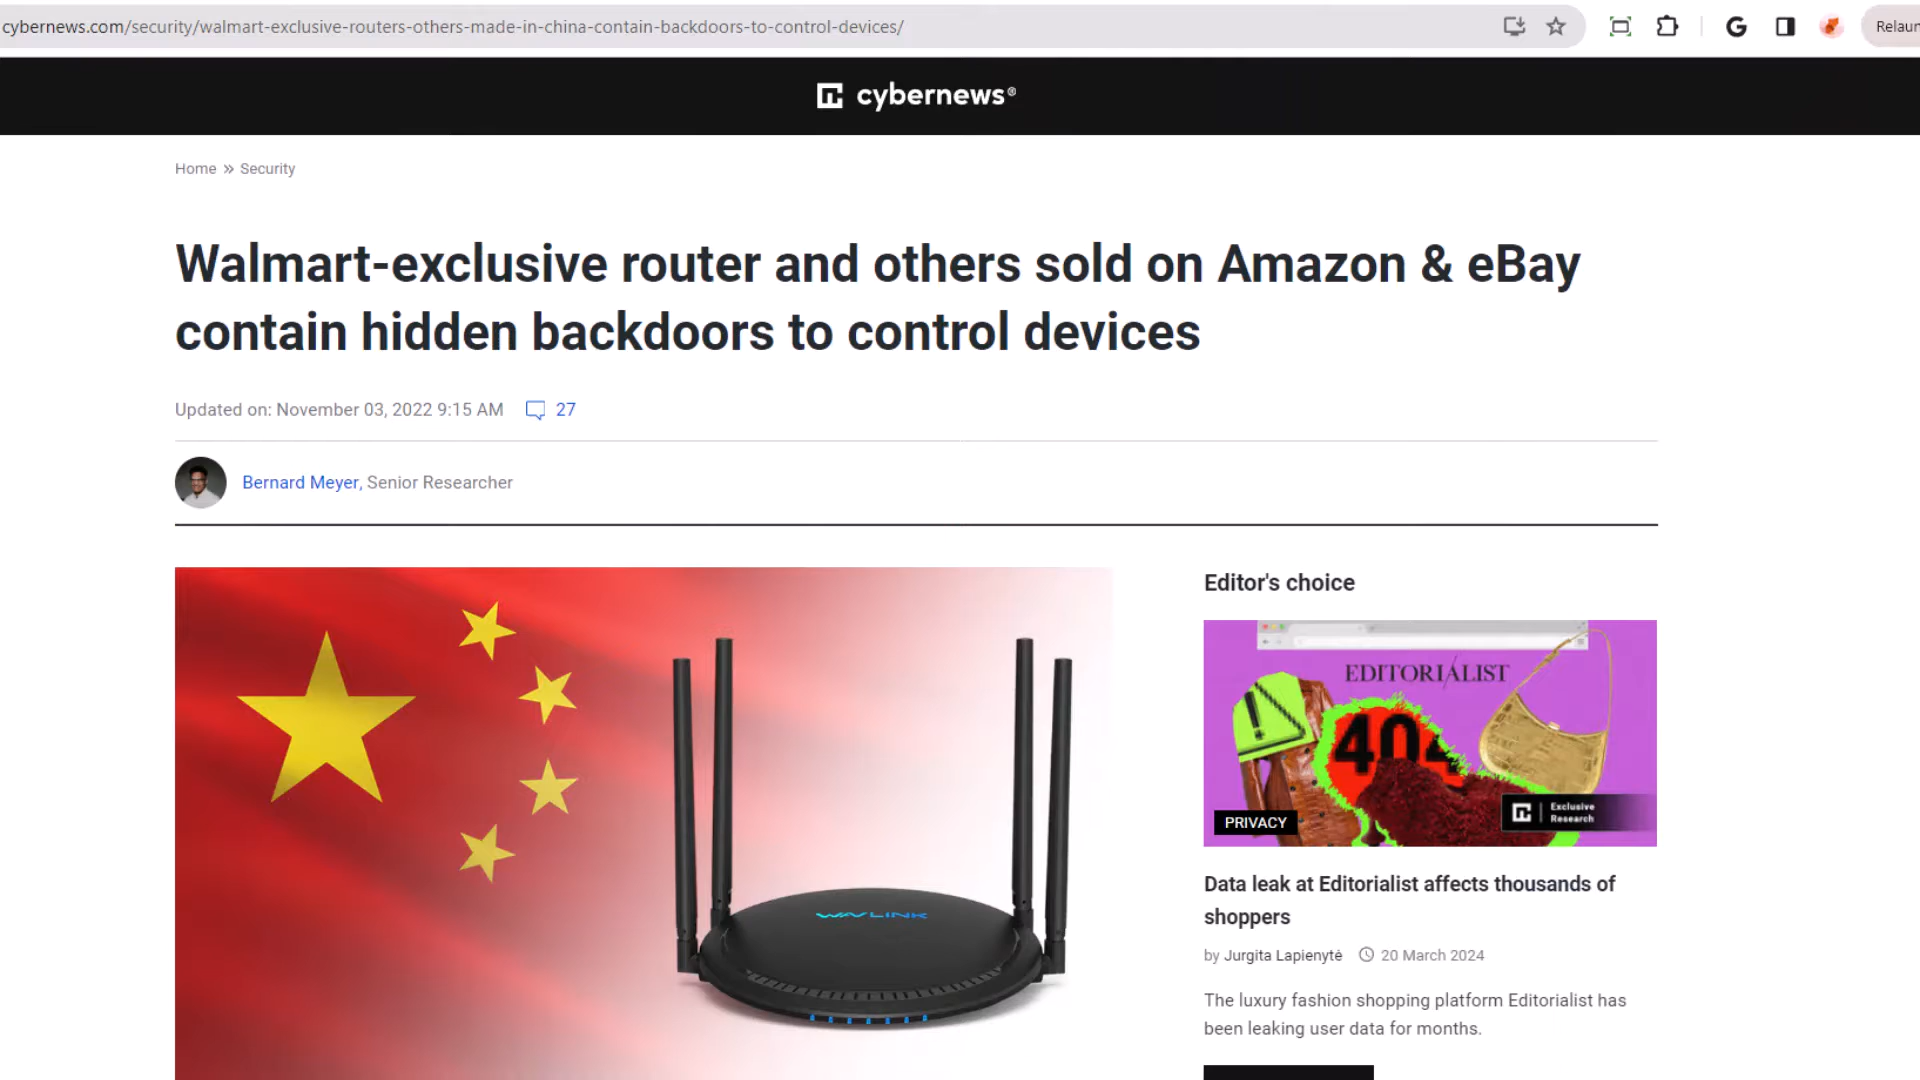 cybernews.com/security/walmart-exclusive-routers-others-made-in-china-contain-backdoors-to-control-devices/
Relaun
cybernews®
Home » Security
Walmart-exclusive router and others sold on Amazon & eBay
contain hidden backdoors to control devices
Updated on: November 03, 2022 9:15 AM 27
Bernard Meyer, Senior Researcher
WAVLINK
Editor's choice
EDITORIALIST
404
Exclusive
Research
PRIVACY
Data leak at Editorialist affects thousands of
shoppers
by Jurgita Lapienytė 20 March 2024
The luxury fashion shopping platform Editorialist has
been leaking user data for months.